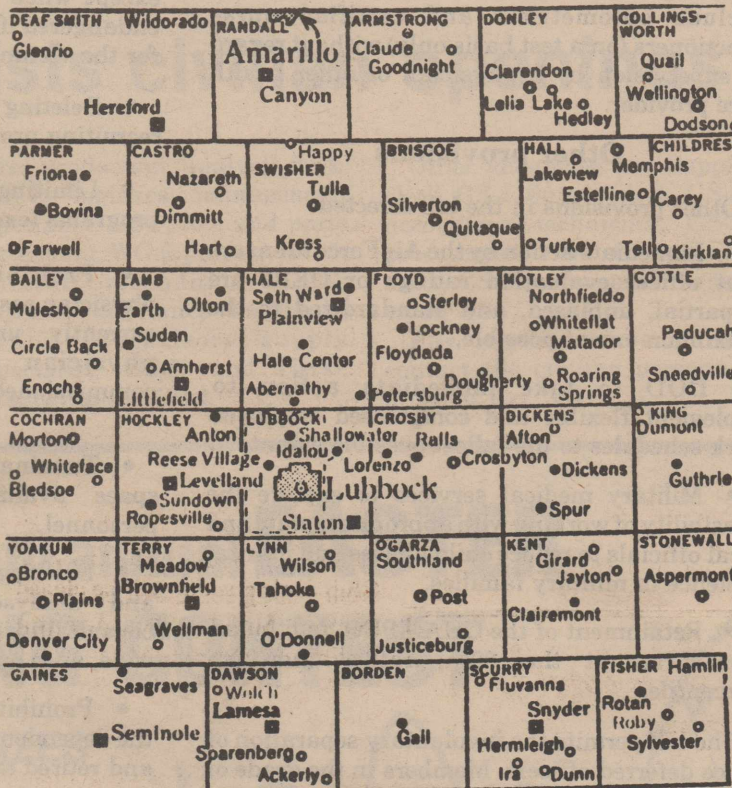 DEAF SMITH
Glenrio
Wildorado
Hereford
RANDALL
Amarillo
Canyon
ARMSTRONG
Claude
Goodnight
DONLEY
Clarendon
Lelia Lake
Hedley
COLLINGS-
WORTH
Quail
Wellington
Dodson
PARMER
Friona
Bovina
Farwell
CASTRO
Nazareth
Dimmitt
Hart
Happy
SWISHER
Tulla
Kress
BRISCOE
Silverton
Quitaque
HALL
Lakeview
Memphis
Estelline
Turkey
Tell
CHILDRES
Carey
Kirklan
BAILEY
Muleshoe
Circle Back
Enochs
LAMB
Earth
Olton
Sudan
Amherst
Littlefield
HALE
Seth Ward
Plainview
Hale Center
Abernathy
FLOYD
Sterley
Lockney
Floydada
Dougherty
Petersburg
MOTLEY
Northfield
Whiteflat
Matador
Roaring
Springs
COTTLE
Paducah
Sneedville
COCHRAN
Morton
Whiteface
Bledsoe
HOCKLEY
Anton
Reese Village
Levelland
Sundown
Ropesville
LUBBOCK
Shallowater
Idalou
Lubbock
Slaton
CROSBY
Ralls
Lorenzo
Crosbyton
DICKENS
Afton
Dickens
Spur
KING
Dumont
Guthrie
YOAKUM
Bronco
Plains
Denver City
TERRY
Meadow
Brownfield
Wellman
LYNN
Wilson
Tahoka
O'Donnell
GARZA
Southland
Post
Justiceburg
KENT
Girard
Jayton
Clairemont
STONEWALL
Aspermont
GAINES
Seagraves
Seminole
DAWSON
Welch
Lamesa
Sparenberg
Ackerly
BORDEN
Gail
SCURRY
Fluvanna
Snyder
Hermleigh
Ira
Dunn
FISHER
Hamlin
Rotan
Roby
Sylvester